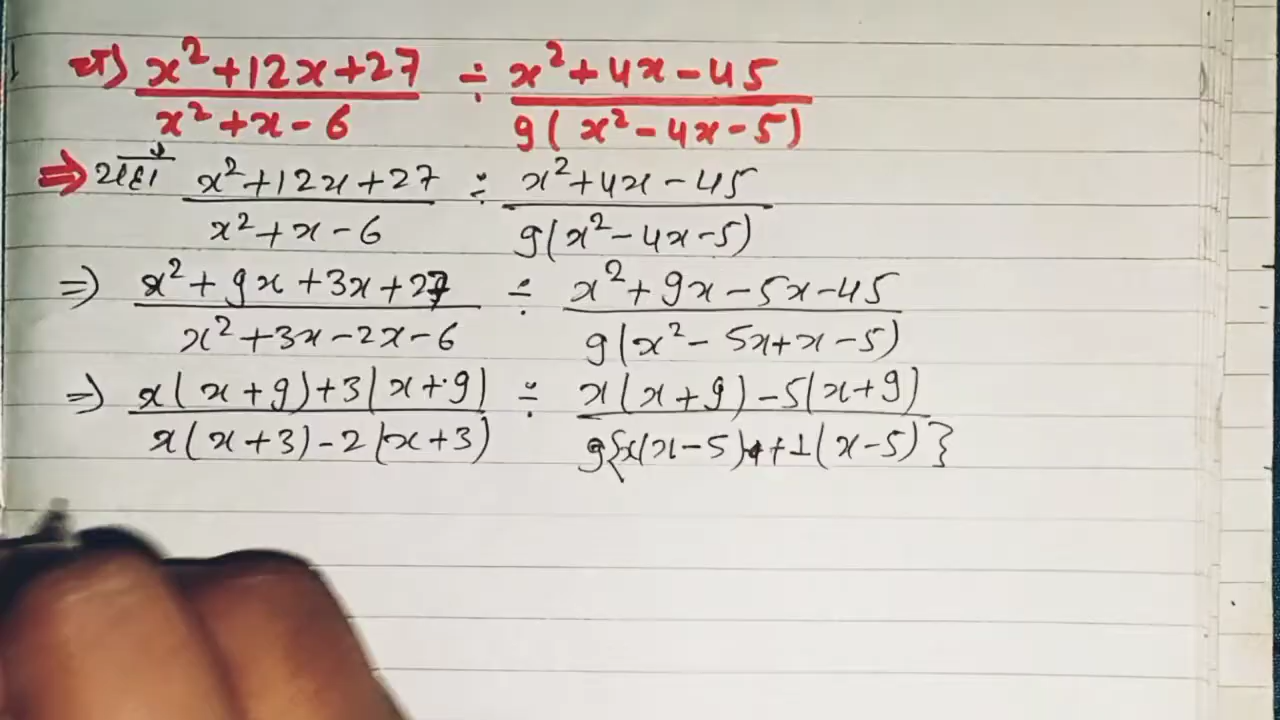 ज) x²+12x+27 / x²+x-6 ÷ x²+4x-45 / 9(x²-4x-5)
⇒ यहाँ x²+12x+27 / x²+x-6 ÷ x²+4x-45 / 9(x²-4x-5)
⇒ x²+9x+3x+27 / x²+3x-2x-6 ÷ x²+9x-5x-45 / 9(x²-5x+x-5)
⇒ x(x+9)+3(x+9) / x(x+3)-2(x+3) ÷ x(x+9)-5(x+9) / 9{x(x-5)+1(x-5)}